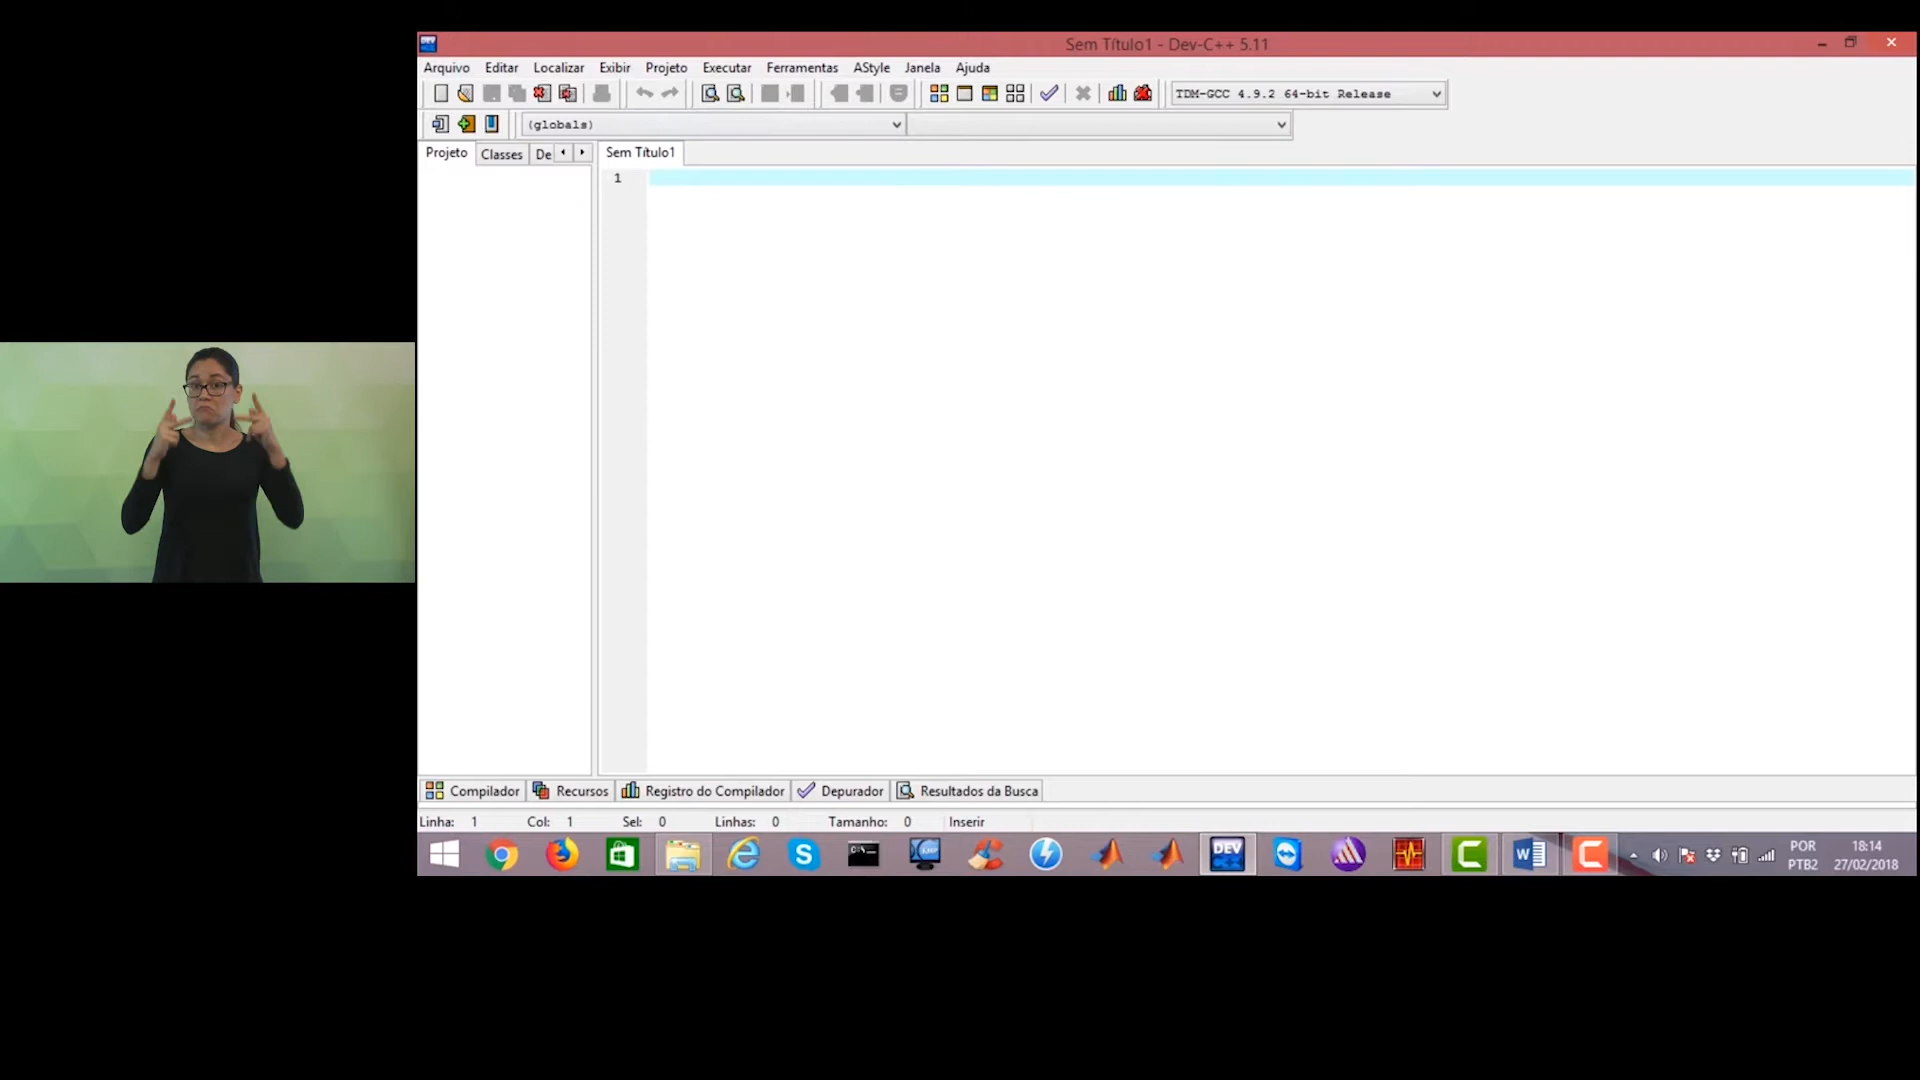 Sem Título1 - Dev-C++ 5.11
Arquivo Editar Localizar Exibir Projeto Executar Ferramentas AStyle Janela Ajuda
TDM-GCC 4.9.2 64-bit Release
(globals)
Projeto Classes De Sem Título1
1
Compilador Recursos Registro do Compilador Depurador Resultados da Busca
Linha: 1 Col: 1 Sel: 0 Linhas: 0 Tamanho: 0 Inserir
DEV
POR 18:14
PTB2 27/02/2018